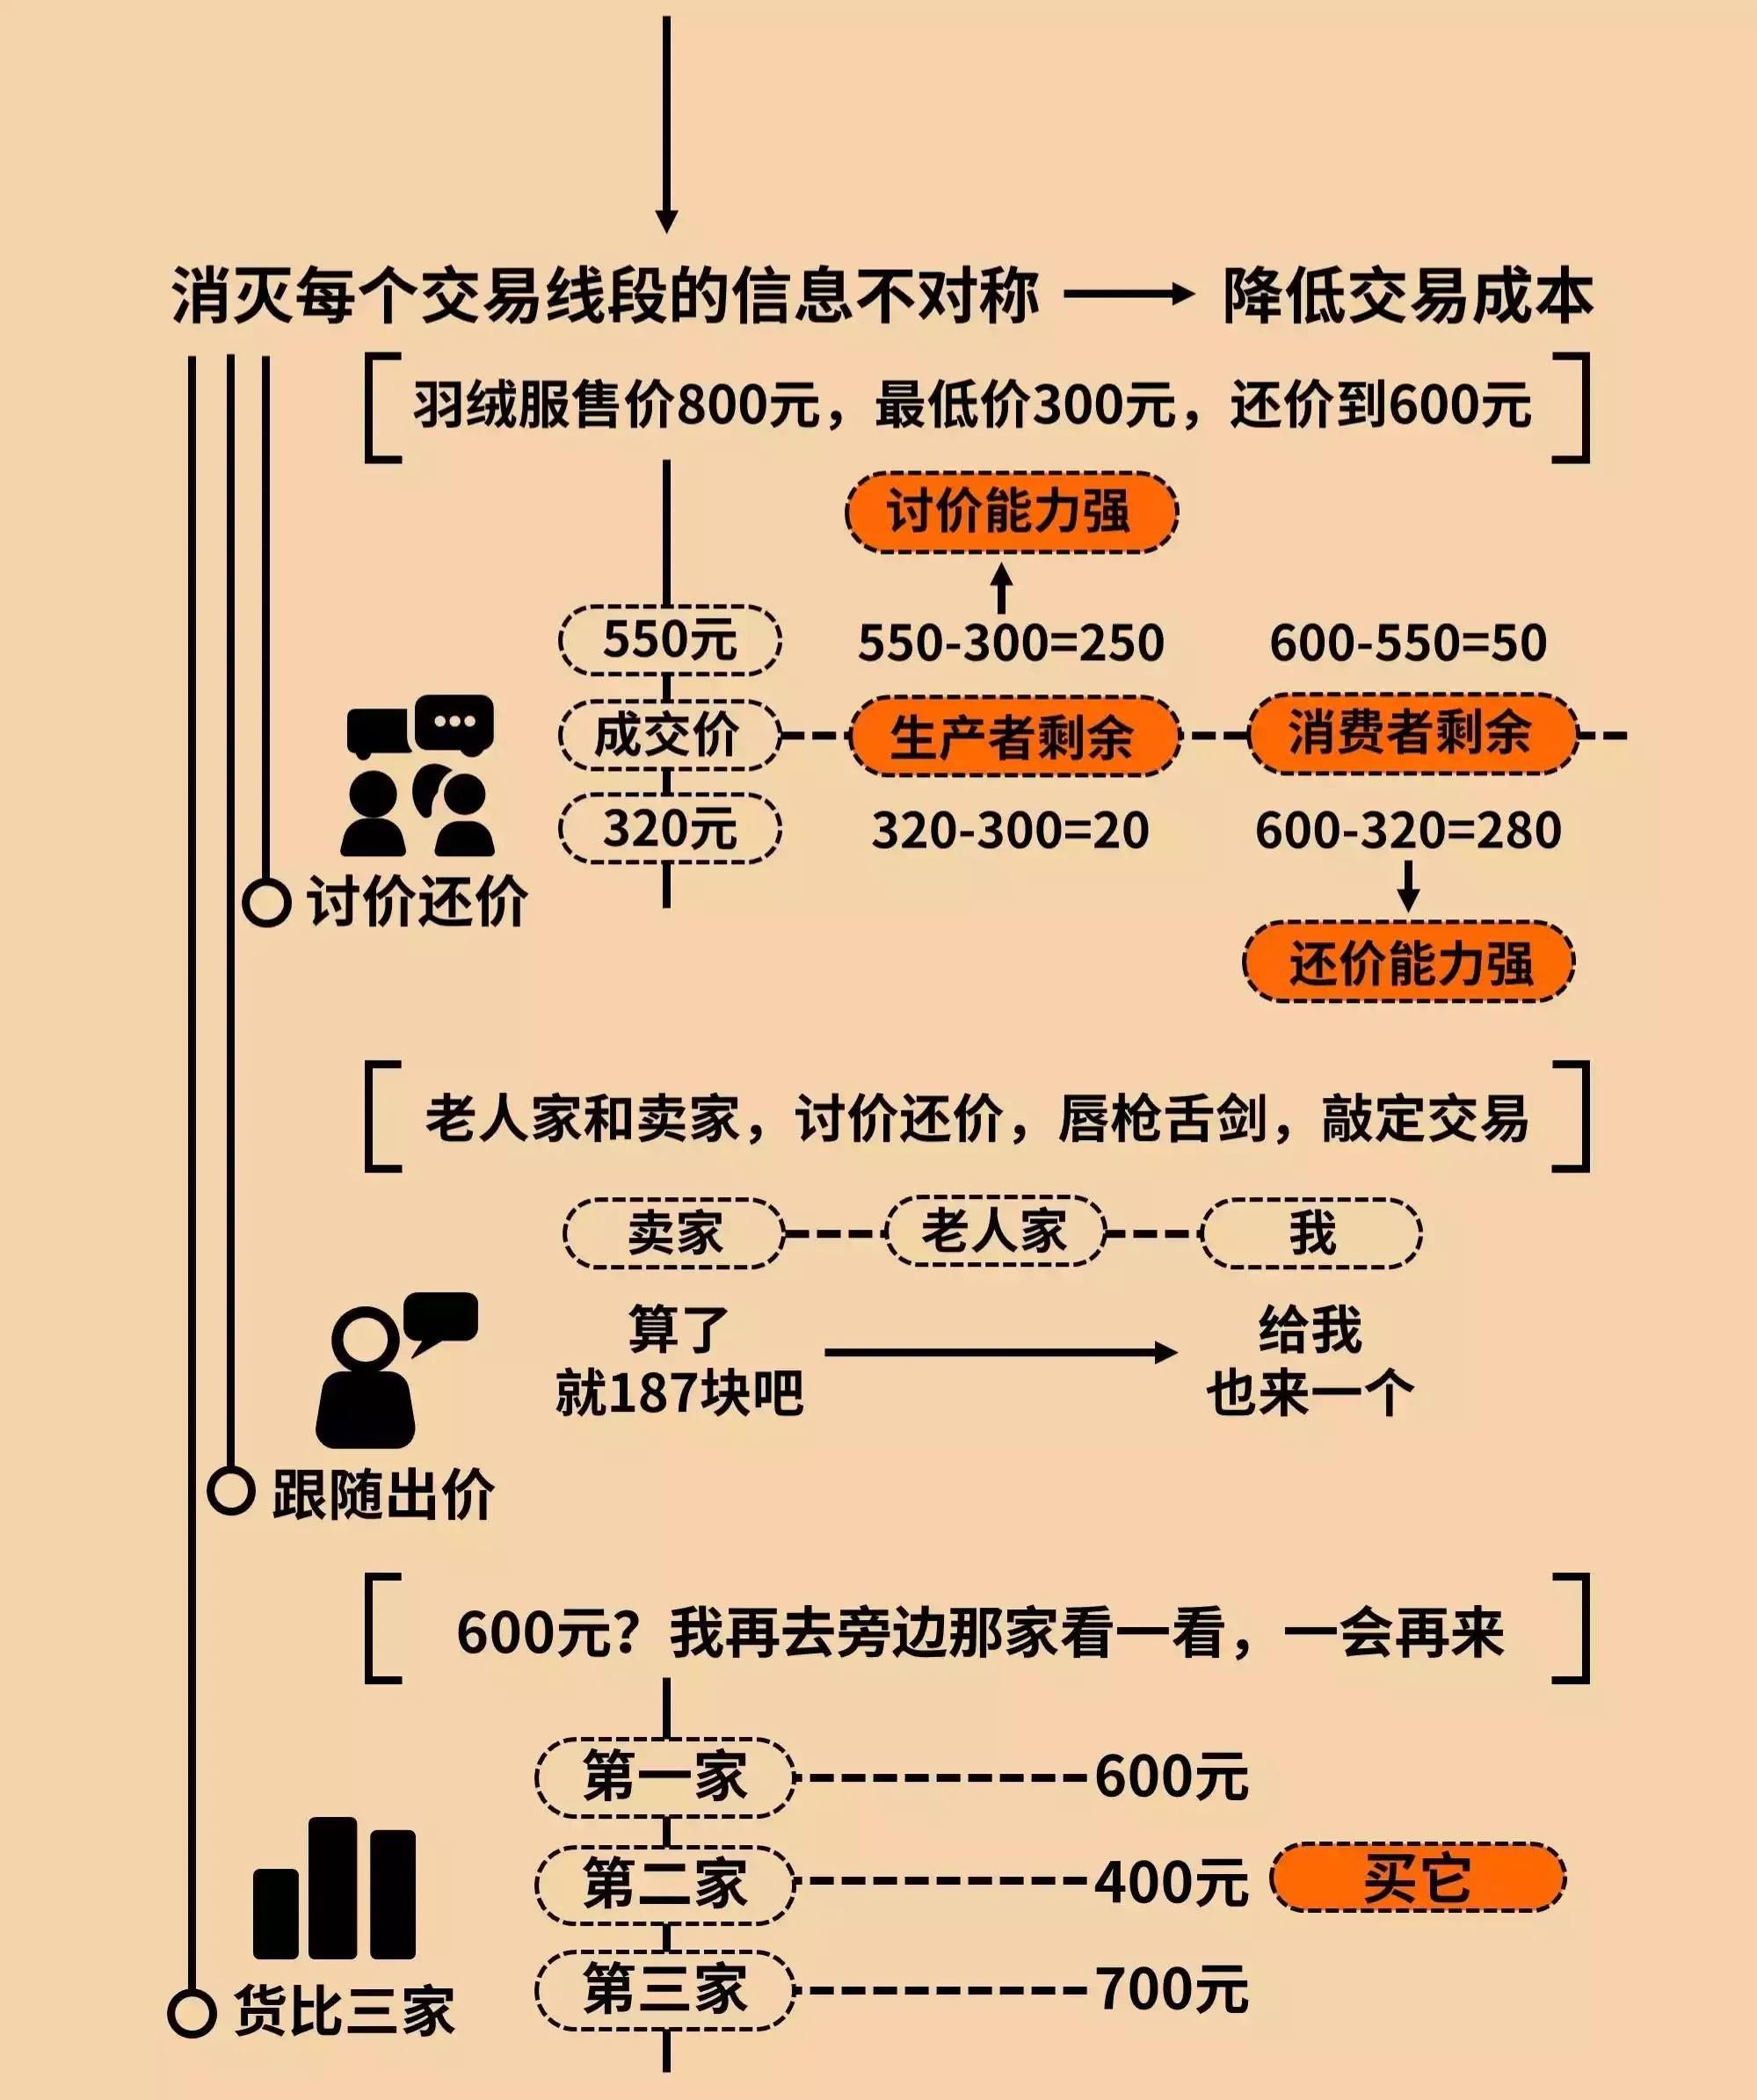 消灭每个交易线段的信息不对称
降低交易成本
羽绒服售价800元，最低价300元，还价到600元
讨价能力强
550元
550-300=250
600-550=50
成交价
生产者剩余
消费者剩余
320元
320-300=20
600-320=280
讨价还价
还价能力强
老人家和卖家，讨价还价，唇枪舌剑，敲定交易
卖家
老人家
我
算了
就187块吧
给我
也来一个
跟随出价
600元？我再去旁边那家看一看，一会再来
第一家
600元
第二家
400元
买它
第三家
700元
货比三家